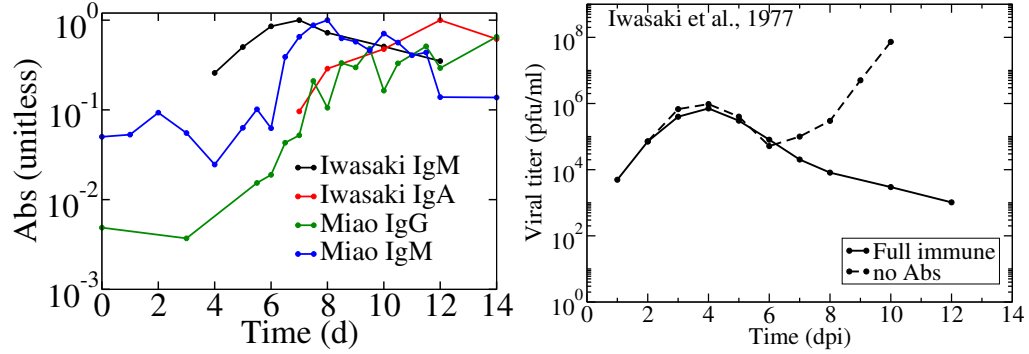 10^0
10^-1
10^-2
10^-3
Abs (unitless)
Iwasaki IgM
Iwasaki IgA
Miao IgG
Miao IgM
0 2 4 6 8 10 12 14
Time (d)
Iwasaki et al., 1977
10^8
10^6
10^4
10^2
10^0
Viral titer (pfu/ml)
Full immune
no Abs
0 2 4 6 8 10 12 14
Time (dpi)